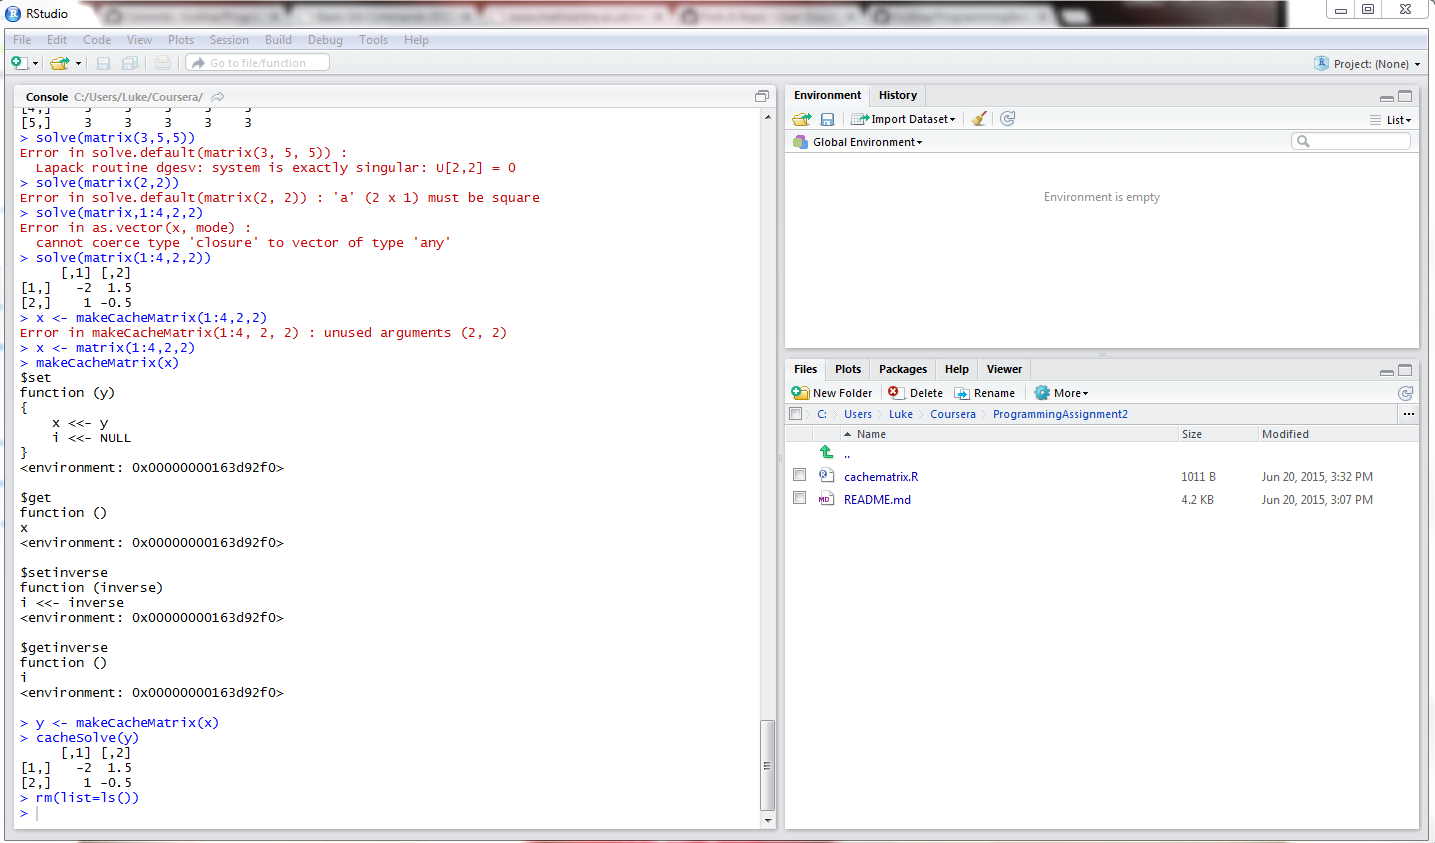 RStudio
File Edit Code View Plots Session Build Debug Tools Help
Go to file/function
Project: (None)
Console C:/Users/Luke/Coursera/
[4,]    3    3    3    3    3
[5,]    3    3    3    3    3
> solve(matrix(3,5,5))
Error in solve.default(matrix(3, 5, 5)) :
  Lapack routine dgesv: system is exactly singular: U[2,2] = 0
> solve(matrix(2,2))
Error in solve.default(matrix(2, 2)) : 'a' (2 x 1) must be square
> solve(matrix,1:4,2,2)
Error in as.vector(x, mode) :
  cannot coerce type 'closure' to vector of type 'any'
> solve(matrix(1:4,2,2))
     [,1] [,2]
[1,]   -2  1.5
[2,]    1 -0.5
> x <- makeCacheMatrix(1:4,2,2)
Error in makeCacheMatrix(1:4, 2, 2) : unused arguments (2, 2)
> x <- matrix(1:4,2,2)
> makeCacheMatrix(x)
$set
function (y)
{
    x <<- y
    i <<- NULL
}
<environment: 0x00000000163d92f0>
$get
function ()
x
<environment: 0x00000000163d92f0>
$setinverse
function (inverse)
i <<- inverse
<environment: 0x00000000163d92f0>
$getinverse
function ()
i
<environment: 0x00000000163d92f0>
> y <- makeCacheMatrix(x)
> cacheSolve(y)
     [,1] [,2]
[1,]   -2  1.5
[2,]    1 -0.5
> rm(list=ls())
>
Environment History
Import Dataset List
Global Environment
Environment is empty
Files Plots Packages Help Viewer
New Folder Delete Rename More
C: Users Luke Coursera ProgrammingAssignment2 ...
Name Size Modified
..
cachematrix.R 1011 B Jun 20, 2015, 3:32 PM
README.md 4.2 KB Jun 20, 2015, 3:07 PM